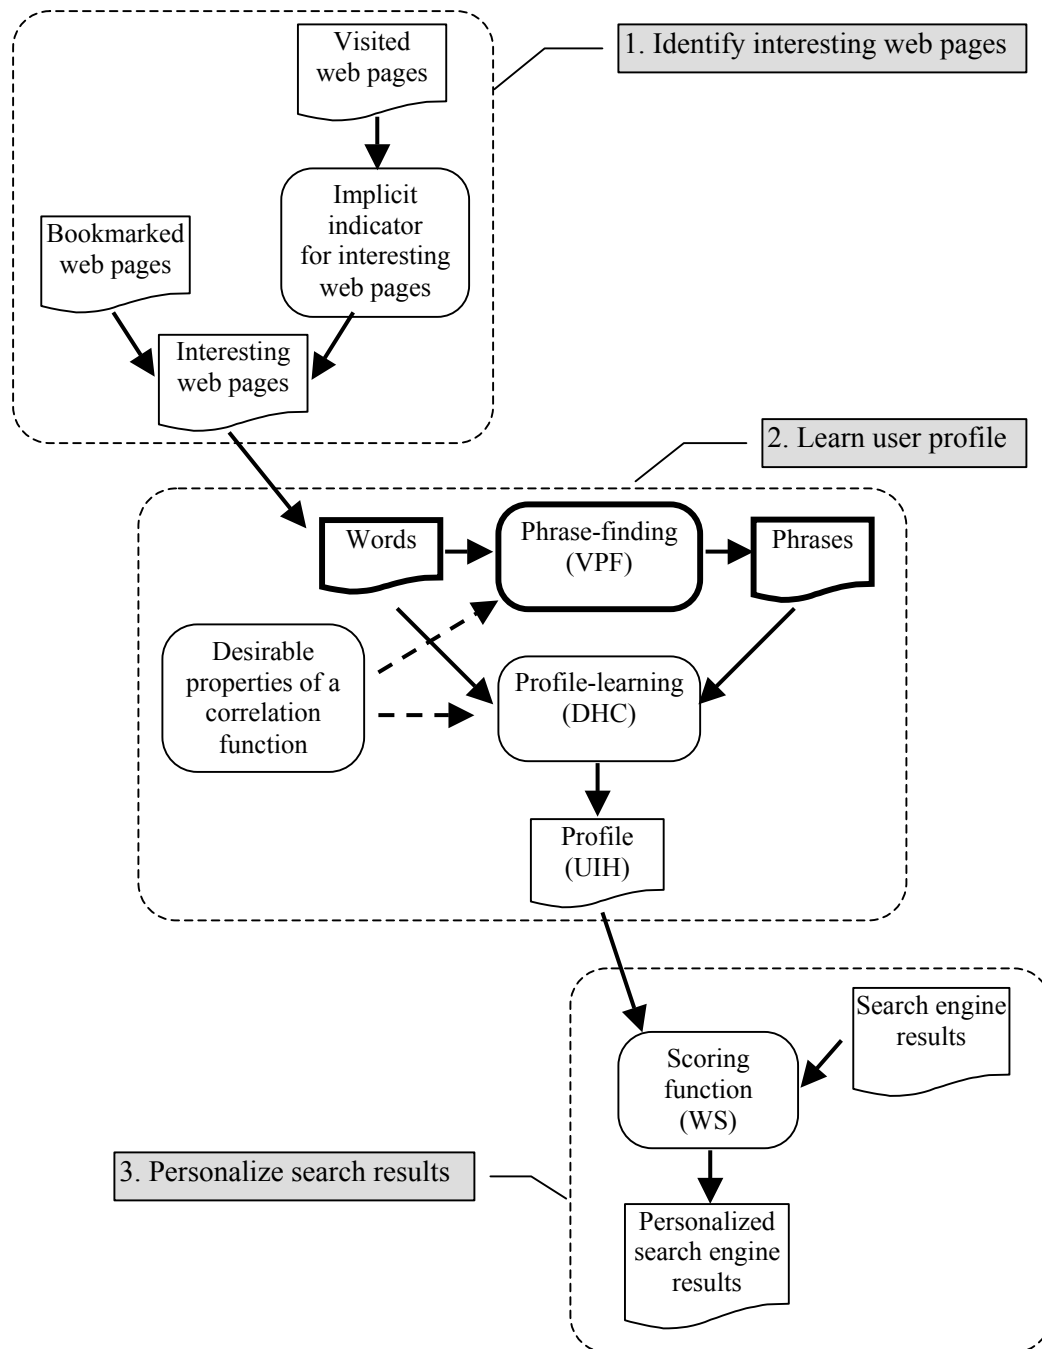 Visited
web pages
1. Identify interesting web pages
Implicit
indicator
for interesting
web pages
Bookmarked
web pages
Interesting
web pages
2. Learn user profile
Words
Phrase-finding
(VPF)
Phrases
Desirable
properties of a
correlation
function
Profile-learning
(DHC)
Profile
(UIH)
Search engine
results
Scoring
function
(WS)
3. Personalize search results
Personalized
search engine
results